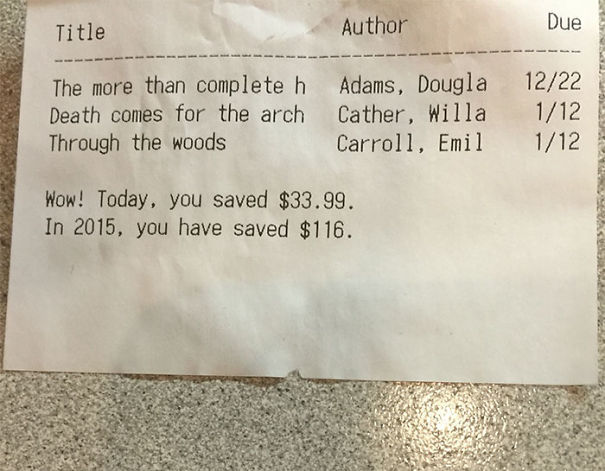 Title Author Due
The more than complete h Adams, Dougla 12/22
Death comes for the arch Cather, Willa 1/12
Through the woods Carroll, Emil 1/12
Wow! Today, you saved $33.99.
In 2015, you have saved $116.